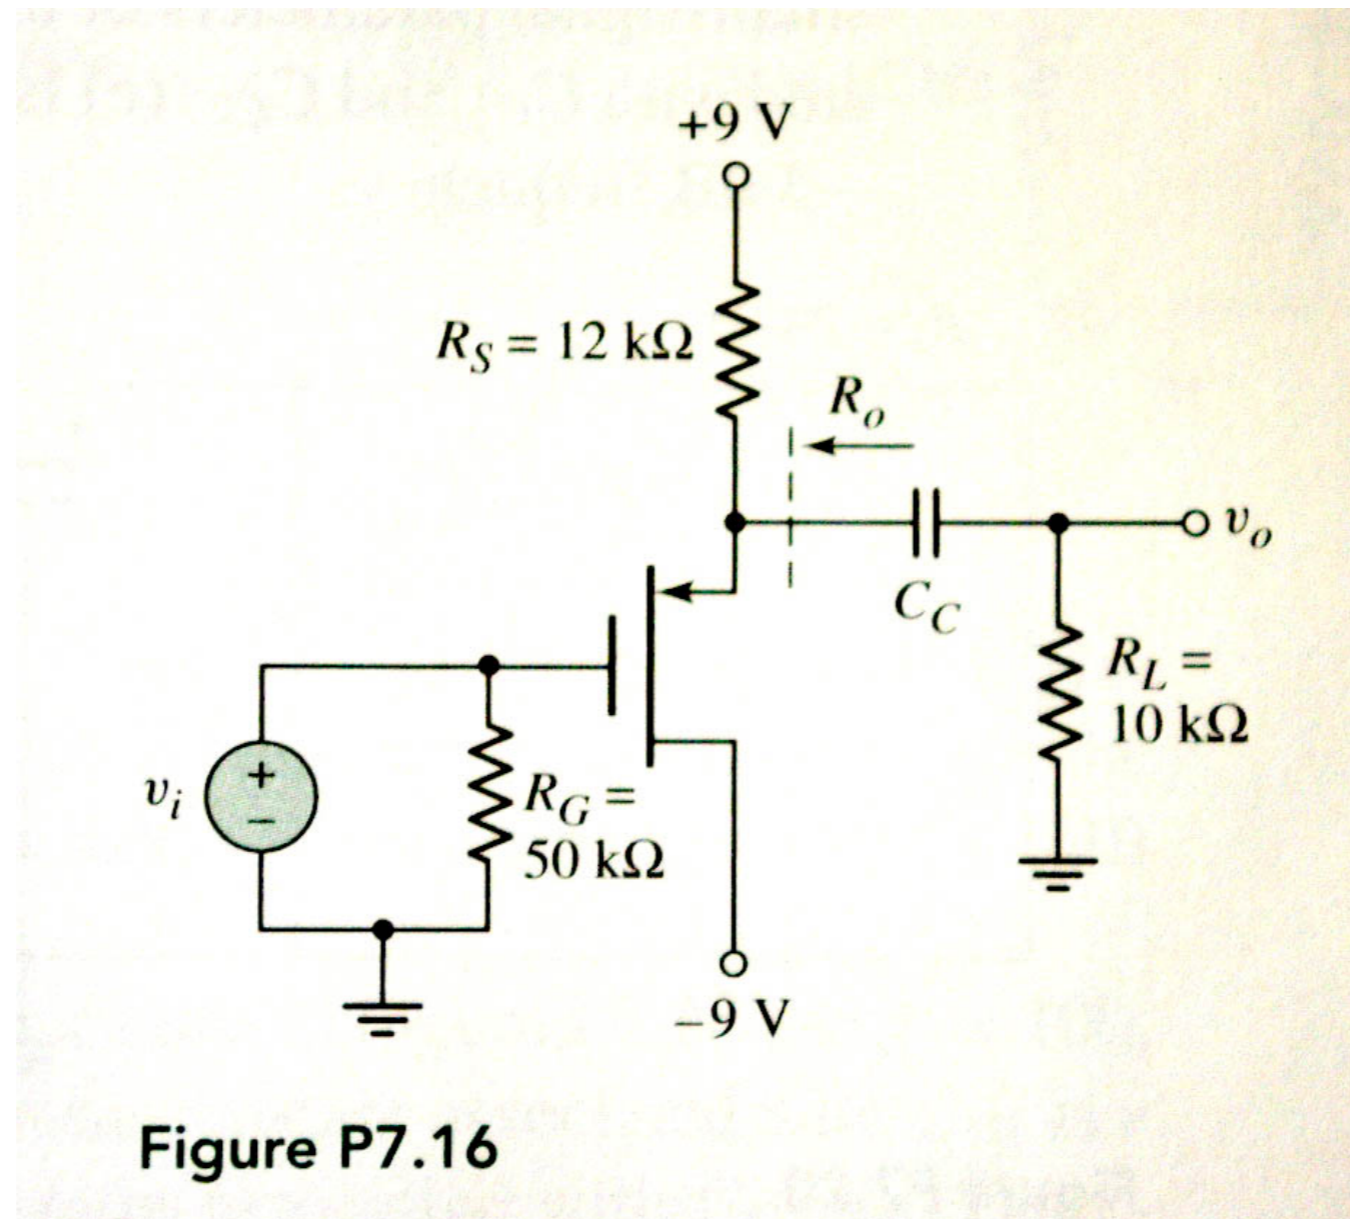 +9 V
R_S = 12 kΩ
R_o
v_o
C_C
R_L =
10 kΩ
v_i
+
−
R_G =
50 kΩ
−9 V
Figure P7.16